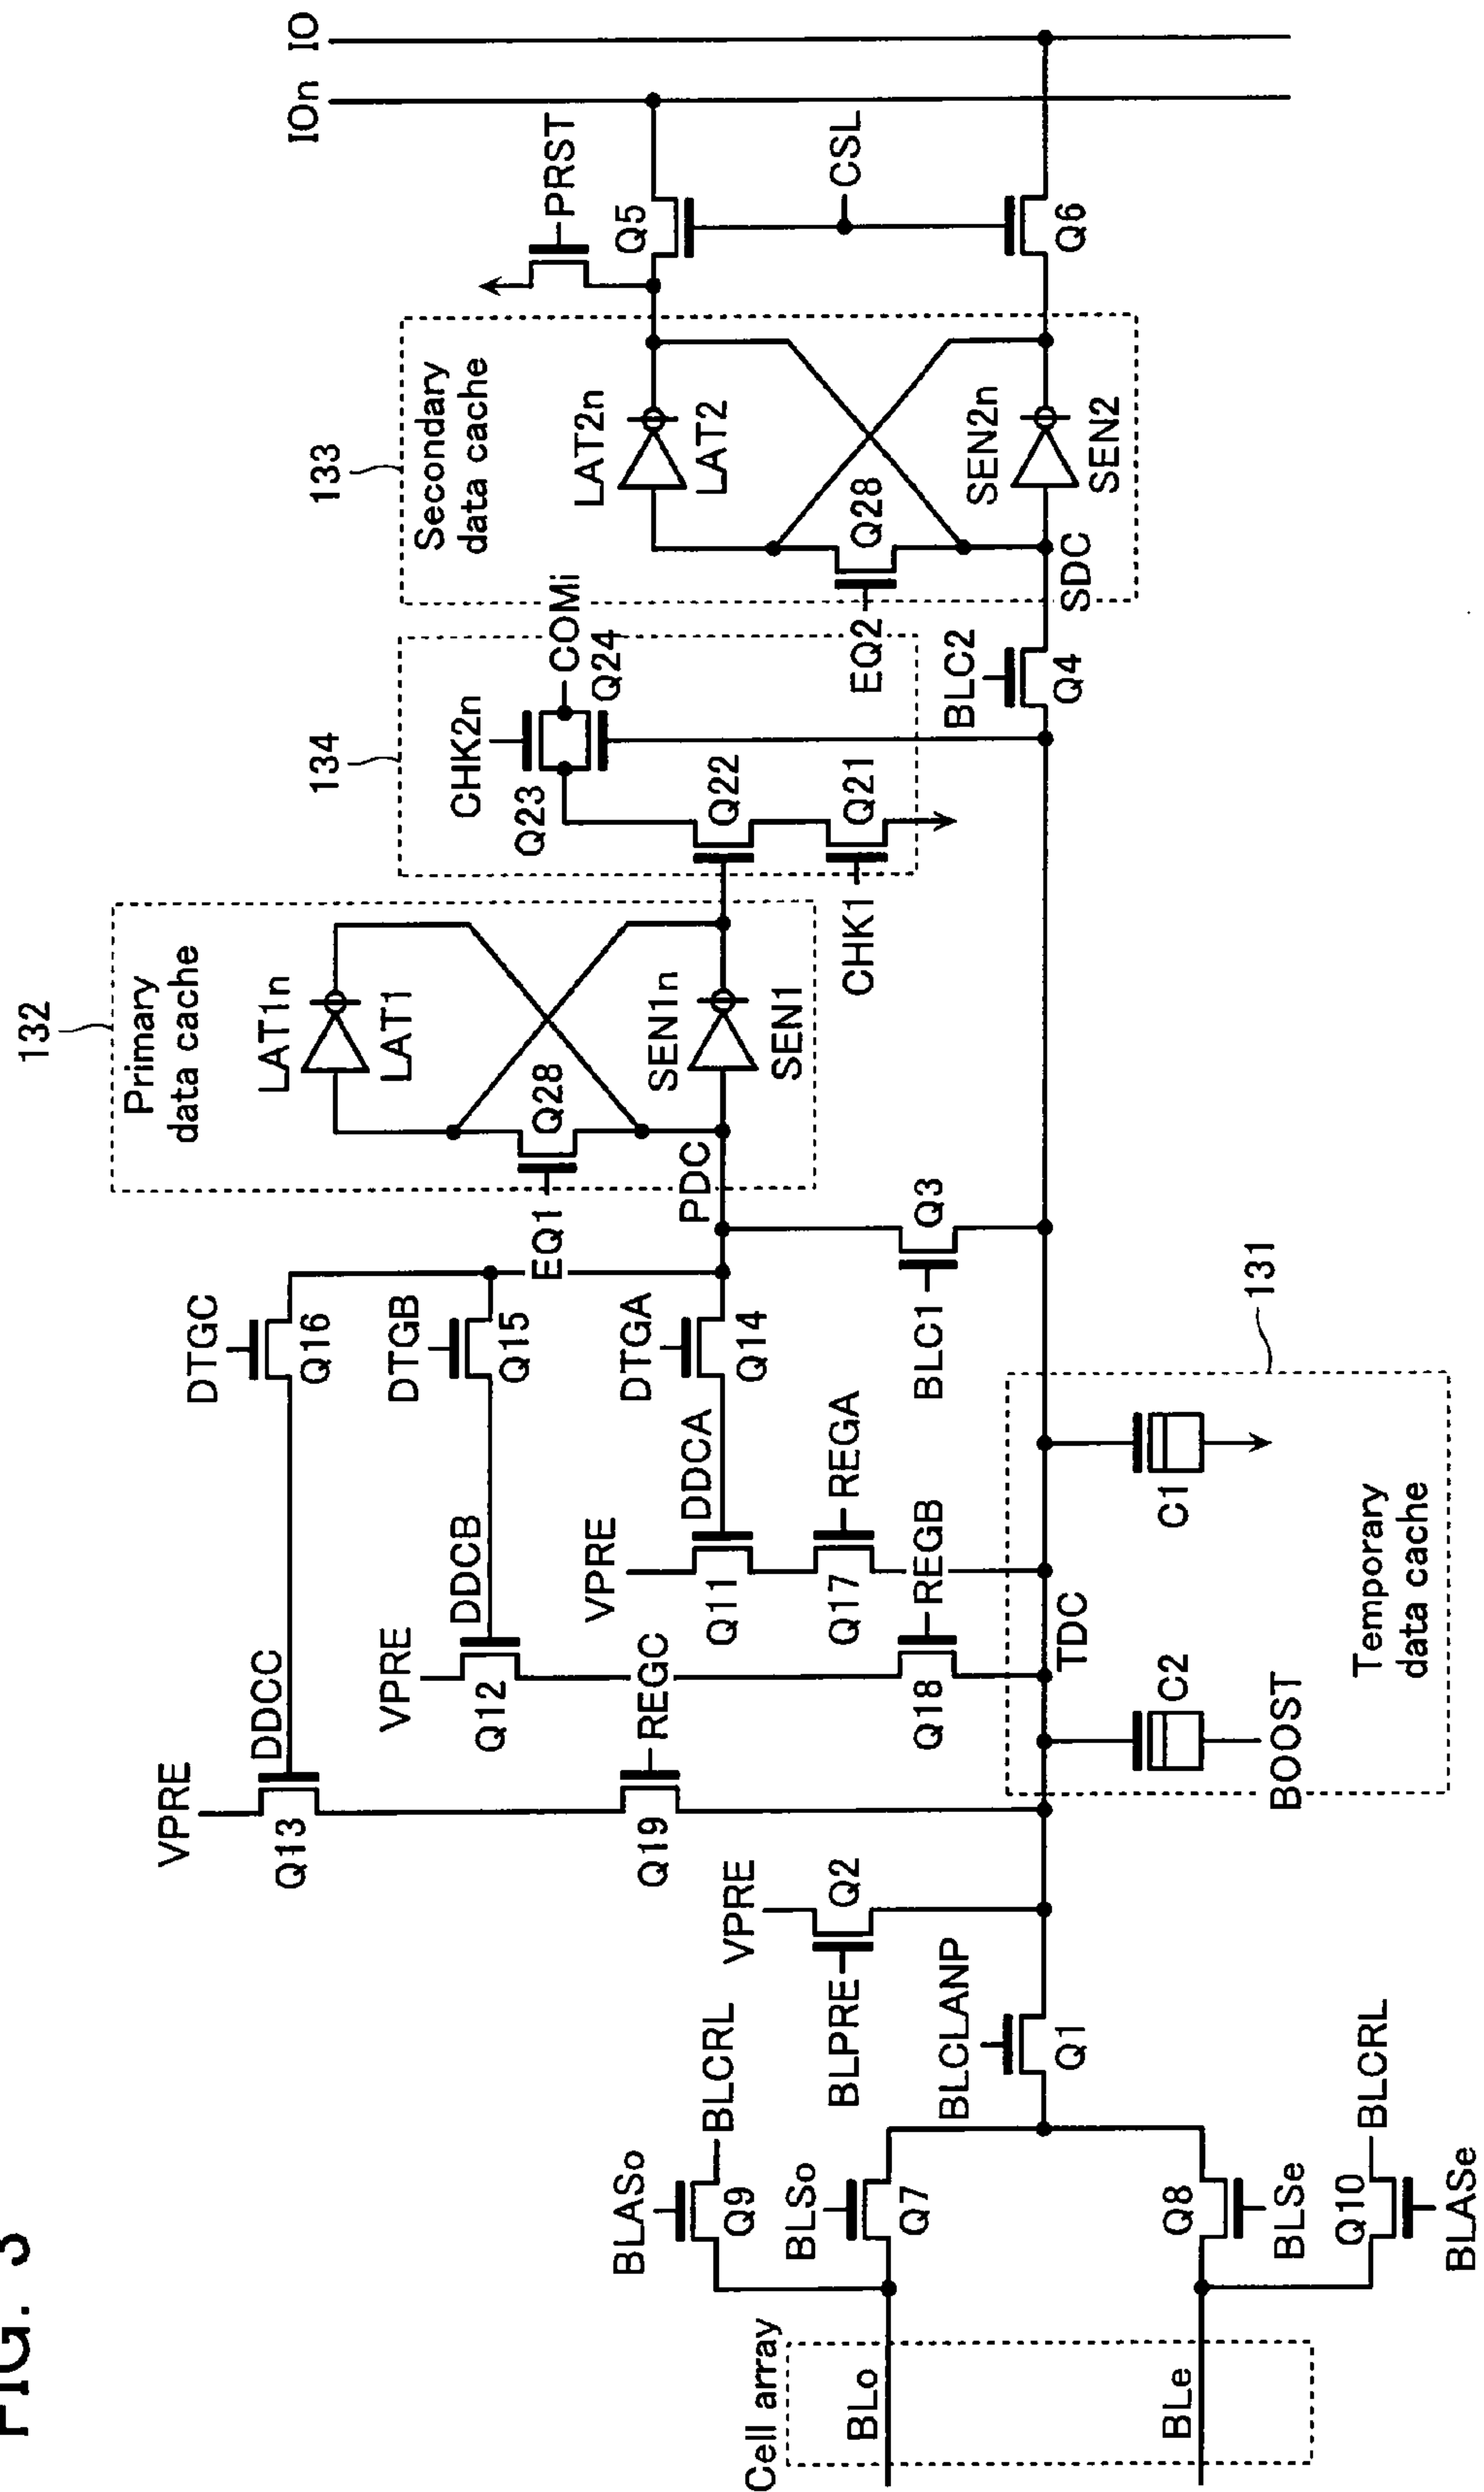 FIG. 3
132
Primary
data cache
VPRE
DDCC
DTGC
Q13
Q16
LAT1n
LAT1
134
133
IOn
IO
VPRE
DDCB
DTGB
Q12
Q15
EQ1
Q28
CHK2n
Secondary
data cache
PRST
Q23
COMi
Q24
VPRE
REGC
Q19
Q11
DDCA
DTGA
Q14
PDC
SEN1n
SEN1
Q22
LAT2n
LAT2
Q5
BLASo
BLCRL
Q9
VPRE
Q2
BLPRE
Q17
REGA
CHK1
Q21
EQ2
Q28
CSL
Cell array
BLo
BLSo
Q7
BLCLANP
Q1
Q18
REGB
BLC1
Q3
BLC2
Q4
SDC
SEN2n
SEN2
Q6
TDC
BLe
Q8
BLSe
C2
C1
131
BOOST
Q10
BLCRL
BLASe
Temporary
data cache